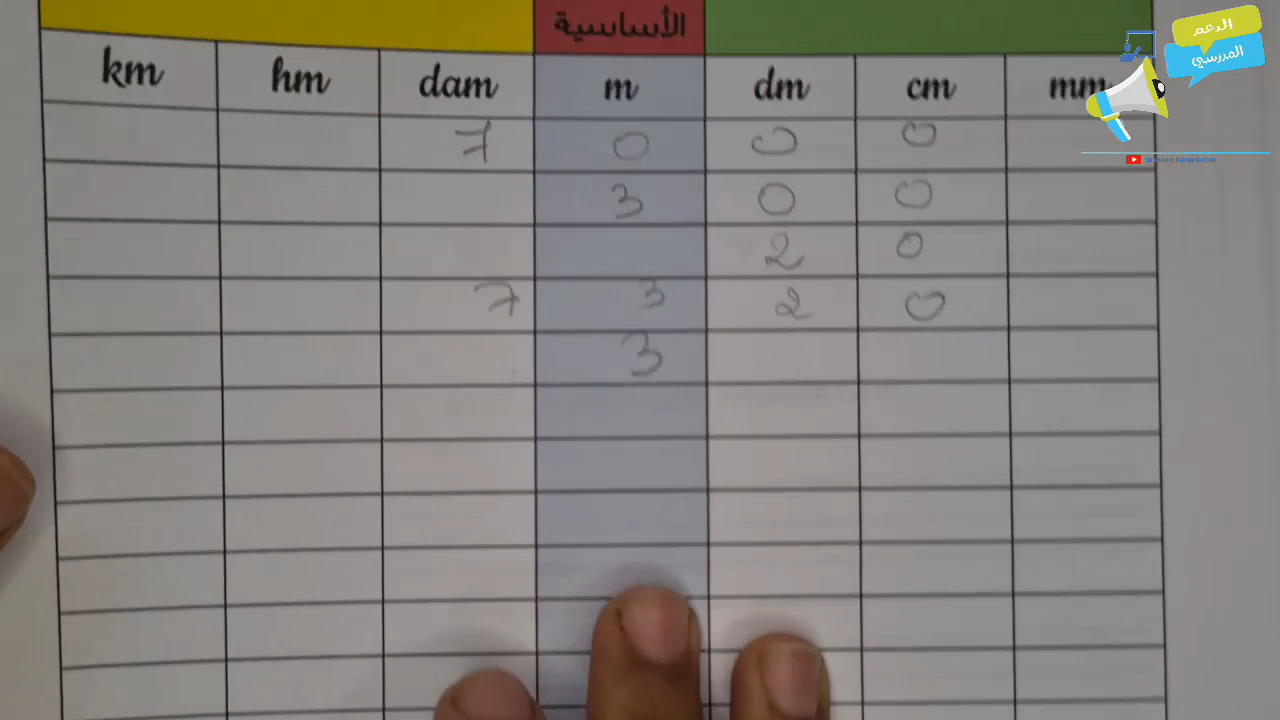 الأساسية
الدعم
المدرسي
km hm dam m dm cm mm
7 0 0 0
3 0 0
2 0
7 3 2 0
3